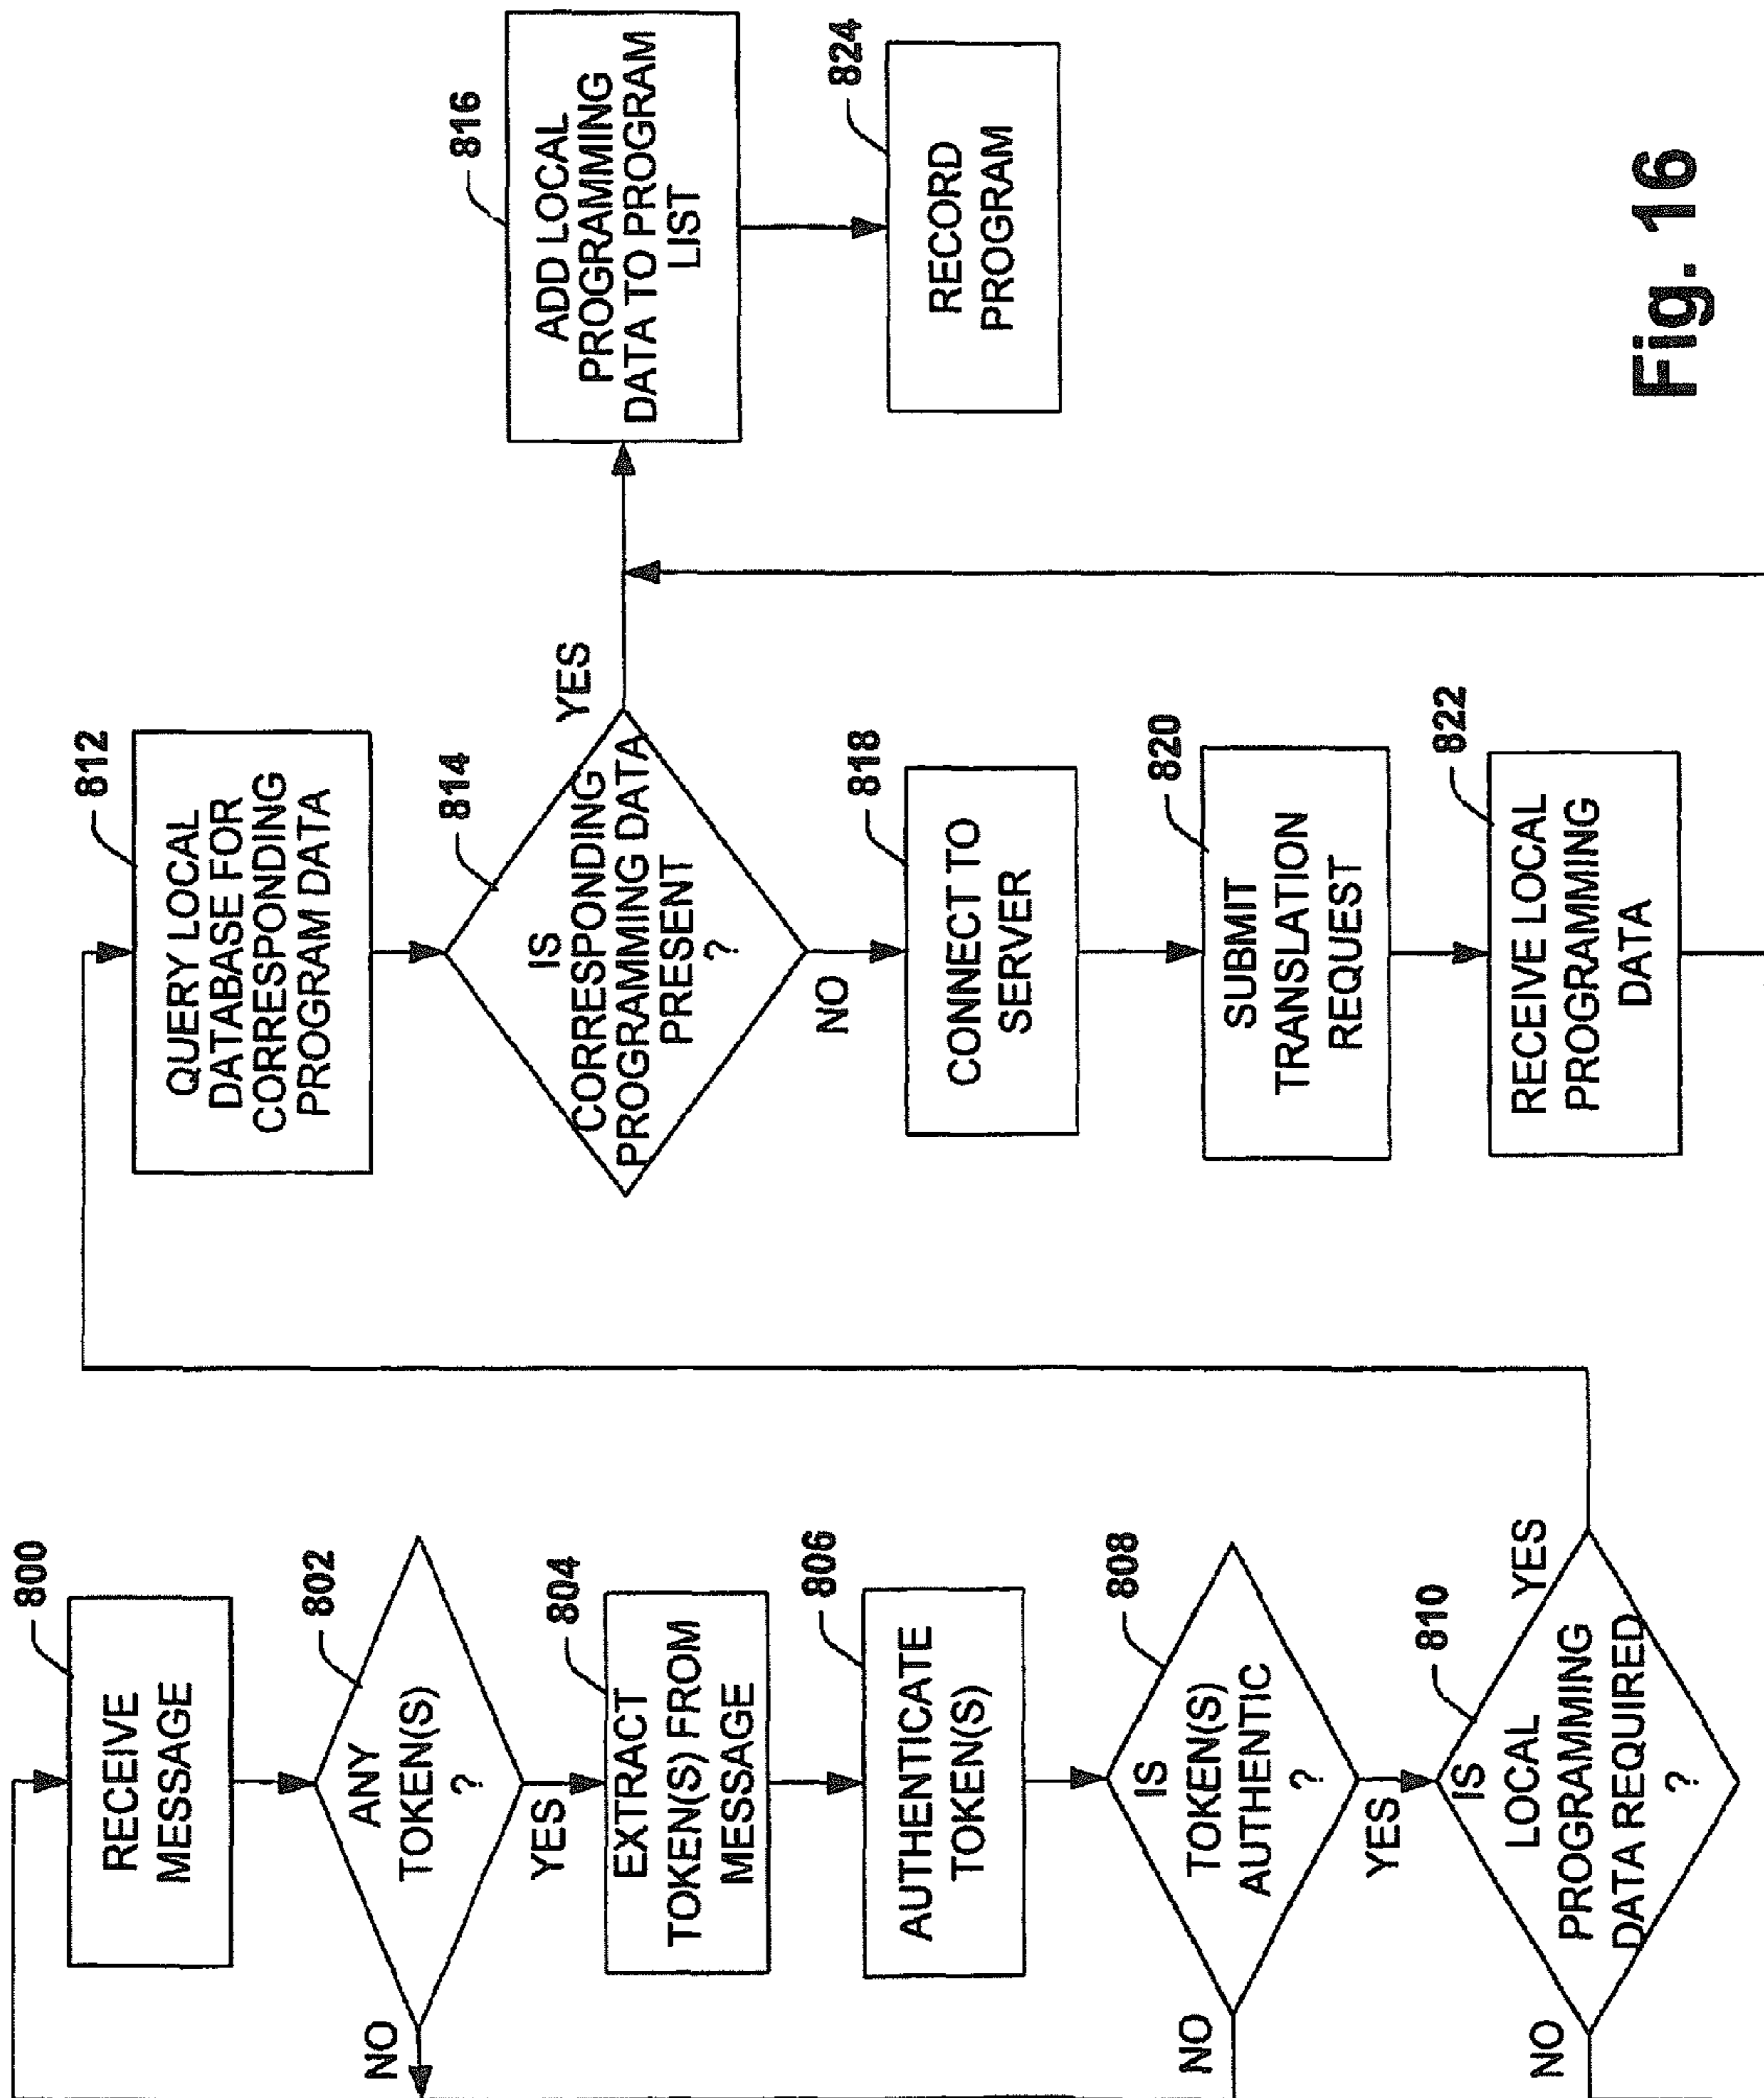 800
RECEIVE
MESSAGE
802
ANY
TOKEN(S)
?
NO
YES
804
EXTRACT
TOKEN(S) FROM
MESSAGE
806
AUTHENTICATE
TOKEN(S)
808
IS
TOKEN(S)
AUTHENTIC
?
NO
YES
810
IS
LOCAL
PROGRAMMING
DATA REQUIRED
?
NO
YES
812
QUERY LOCAL
DATABASE FOR
CORRESPONDING
PROGRAM DATA
814
IS
CORRESPONDING
PROGRAMMING DATA
PRESENT
?
YES
NO
818
CONNECT TO
SERVER
820
SUBMIT
TRANSLATION
REQUEST
822
RECEIVE LOCAL
PROGRAMMING
DATA
816
ADD LOCAL
PROGRAMMING
DATA TO PROGRAM
LIST
824
RECORD
PROGRAM
Fig. 16